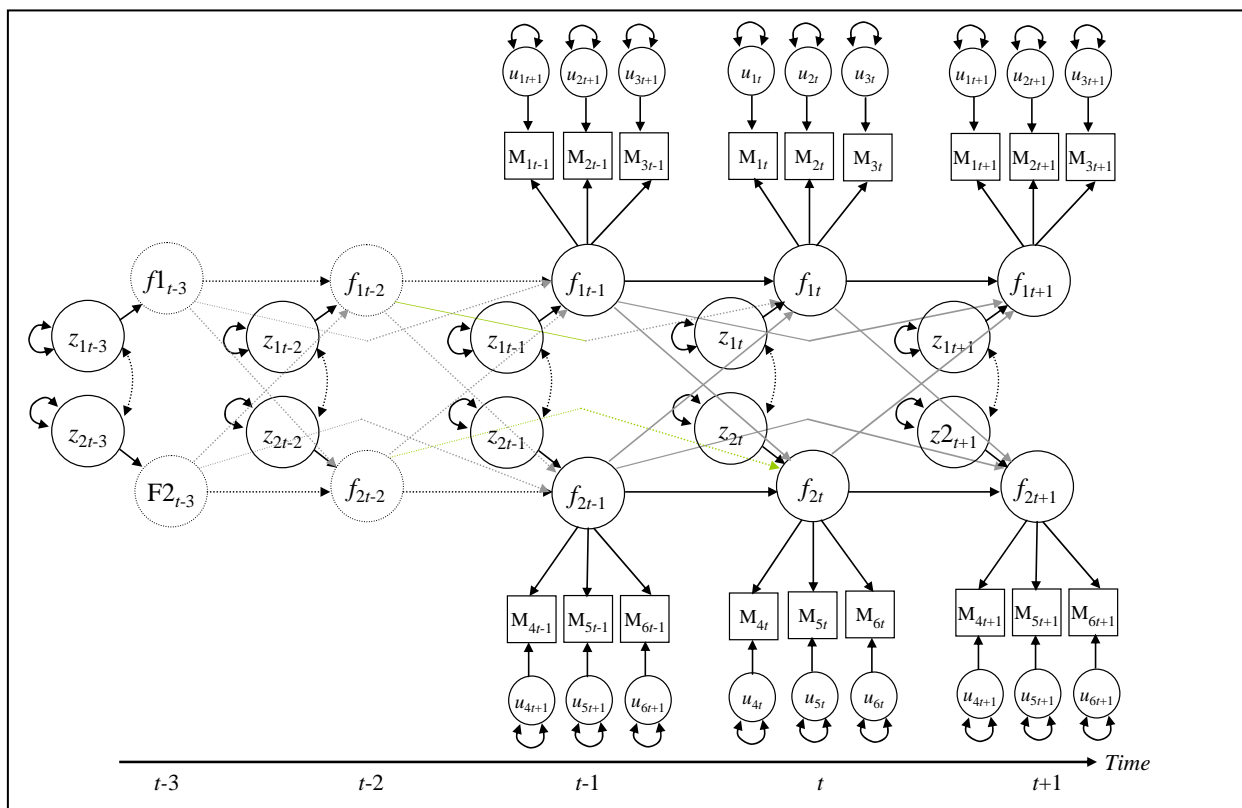 u1t+1 u2t+1 u3t+1 u1t u2t u3t u1t+1 u2t+1 u3t+1
M1t-1 M2t-1 M3t-1 M1t M2t M3t M1t+1 M2t+1 M3t+1
f1t-3 f1t-2 f1t-1 f1t f1t+1
z1t-3 z1t-2 z1t-1 z1t z1t+1
z2t-3 z2t-2 z2t-1 z2t z2t+1
F2t-3 f2t-2 f2t-1 f2t f2t+1
M4t-1 M5t-1 M6t-1 M4t M5t M6t M4t+1 M5t+1 M6t+1
u4t+1 u5t+1 u6t+1 u4t u5t u6t u4t+1 u5t+1 u6t+1
Time
t-3 t-2 t-1 t t+1